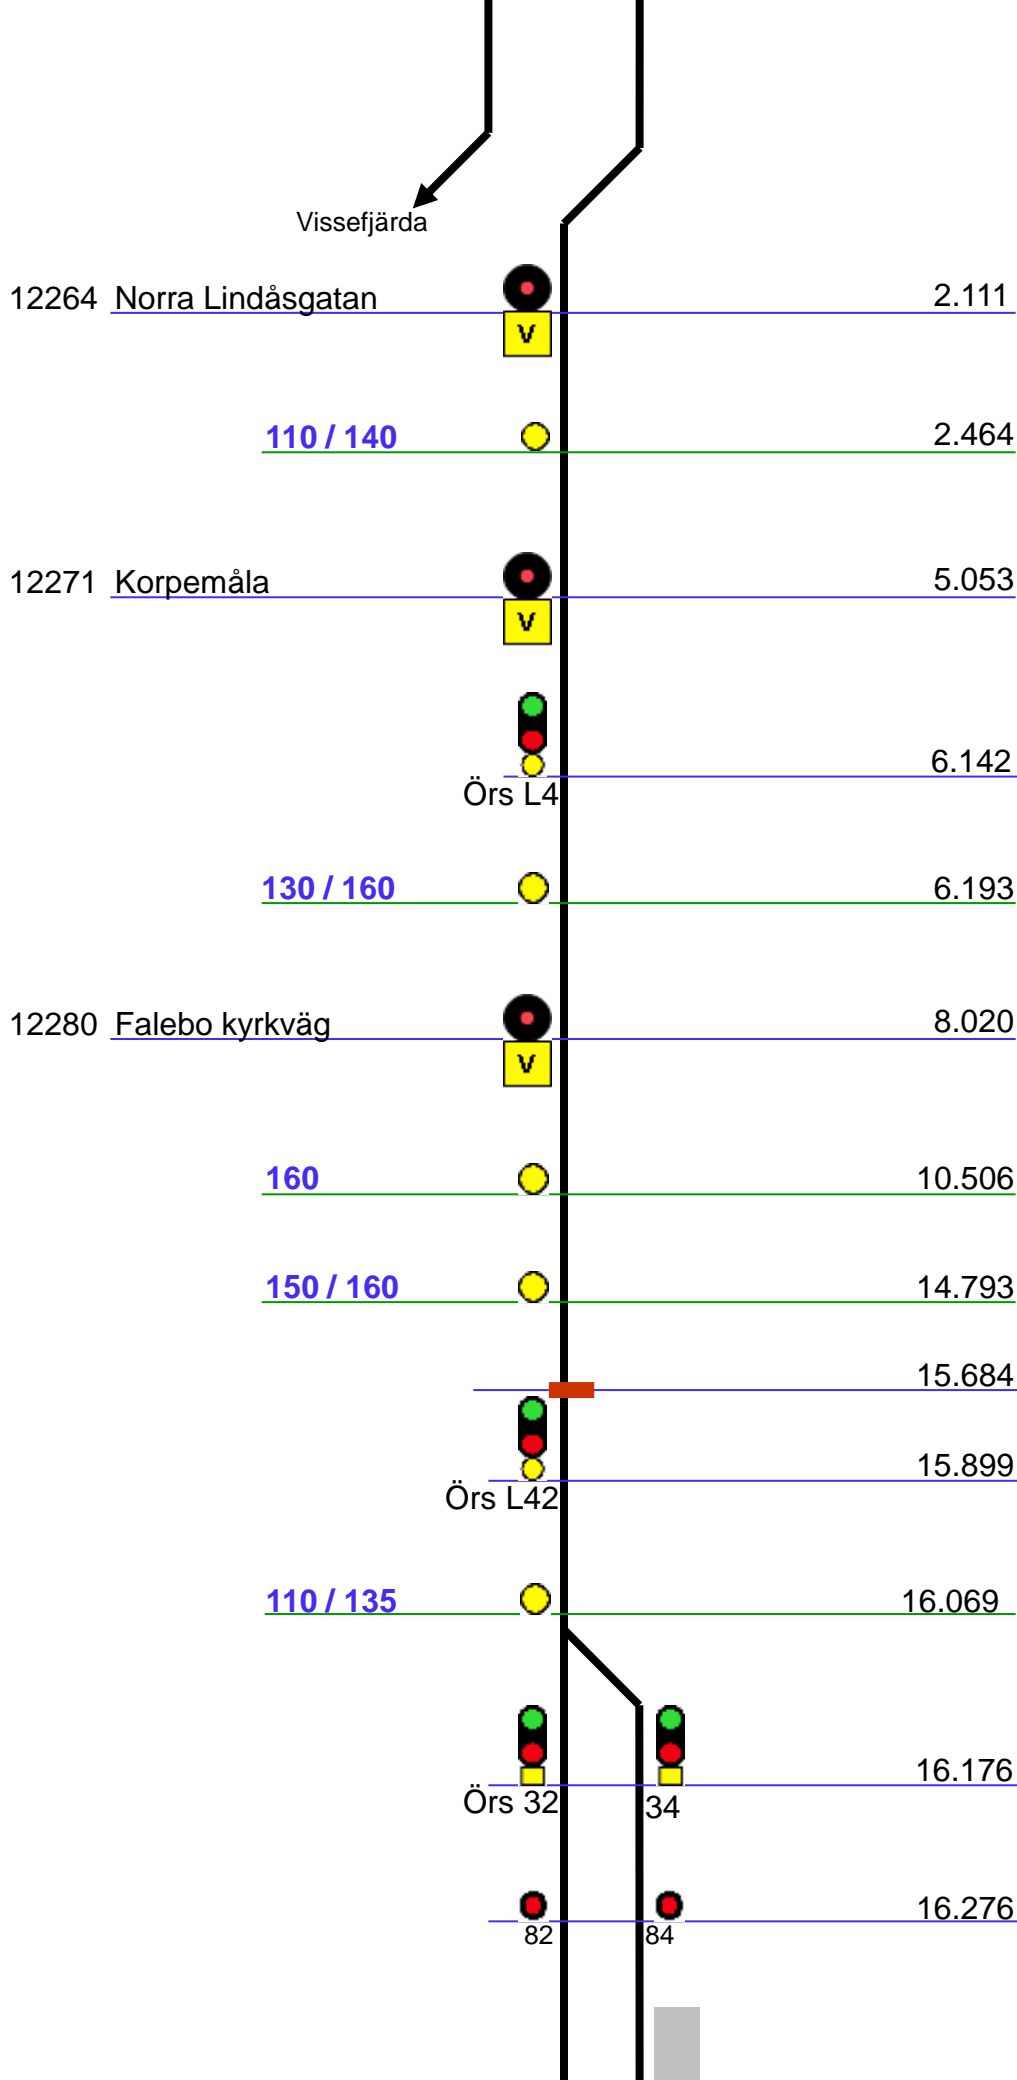 Vissefjärda
12264 Norra Lindåsgatan 2.111
V
110 / 140 2.464
12271 Korpemåla 5.053
V
6.142
Örs L4
130 / 160 6.193
12280 Falebo kyrkväg 8.020
V
160 10.506
150 / 160 14.793
15.684
15.899
Örs L42
110 / 135 16.069
16.176
Örs 32 34
16.276
82 84